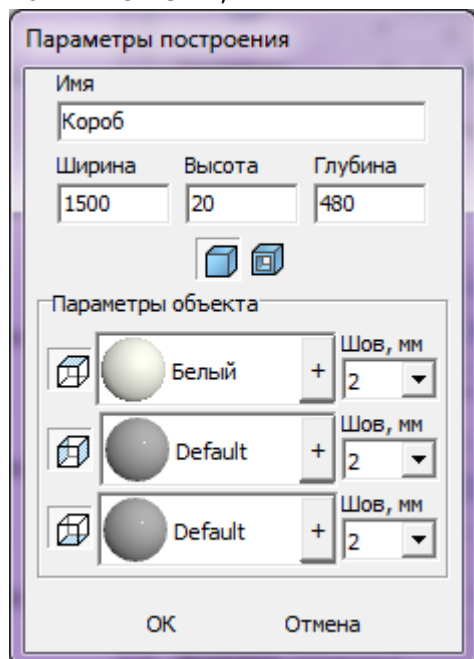 Параметры построения
Имя
Короб
Ширина Высота Глубина
1500 20 480
Параметры объекта
Шов, мм
Белый + 2
Шов, мм
Default + 2
Шов, мм
Default + 2
OK Отмена